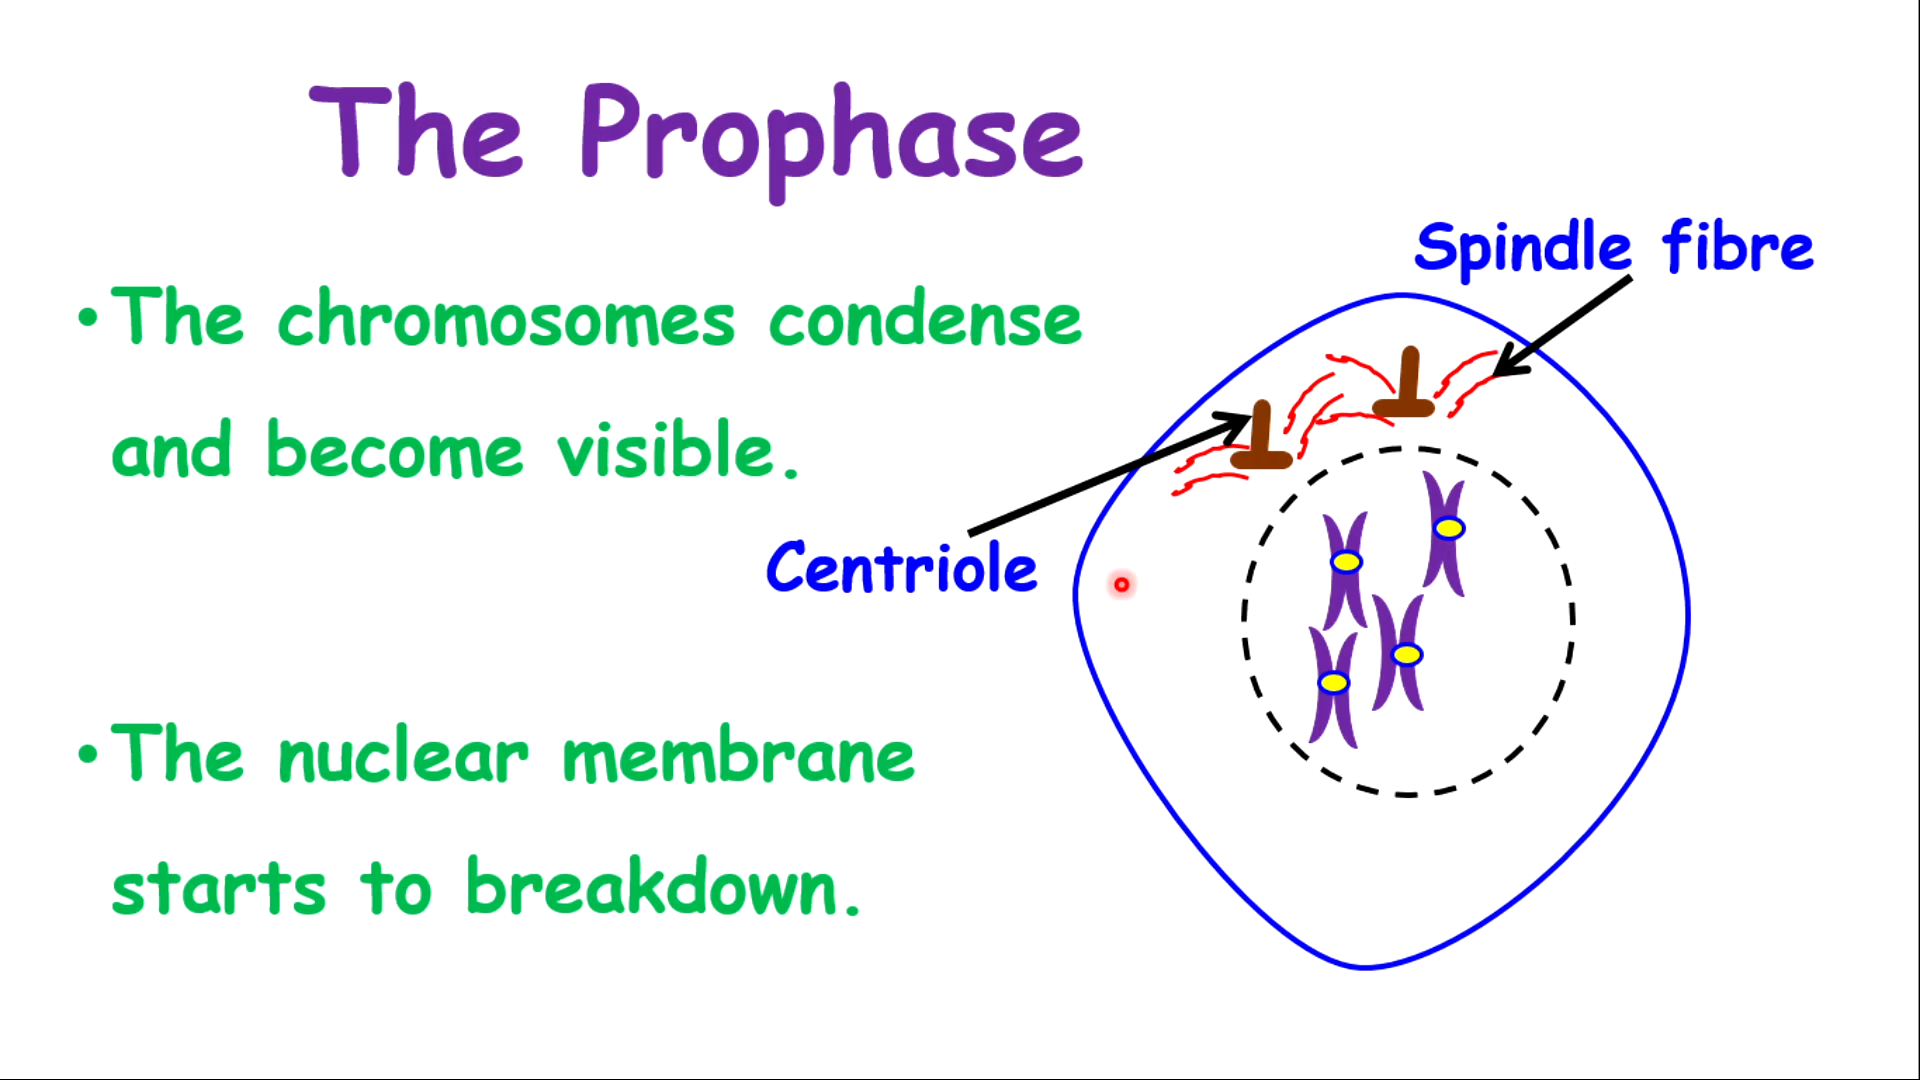 The Prophase
Spindle fibre
• The chromosomes condense
and become visible.
Centriole
• The nuclear membrane
starts to breakdown.